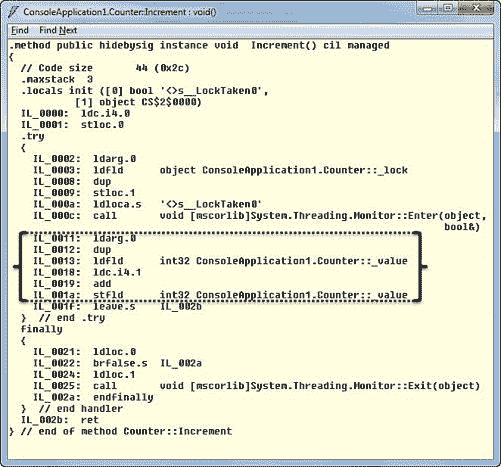 ConsoleApplication1.Counter::Increment : void()
Find Find Next
.method public hidebysig instance void  Increment() cil managed
{
  // Code size       44 (0x2c)
  .maxstack  3
  .locals init ([0] bool '<>s__LockTaken0',
           [1] object CS$2$0000)
  IL_0000:  ldc.i4.0
  IL_0001:  stloc.0
  .try
  {
    IL_0002:  ldarg.0
    IL_0003:  ldfld      object ConsoleApplication1.Counter::_lock
    IL_0008:  dup
    IL_0009:  stloc.1
    IL_000a:  ldloca.s   '<>s__LockTaken0'
    IL_000c:  call       void [mscorlib]System.Threading.Monitor::Enter(object,
                                                                        bool&)
    IL_0011:  ldarg.0
    IL_0012:  dup
    IL_0013:  ldfld      int32 ConsoleApplication1.Counter::_value
    IL_0018:  ldc.i4.1
    IL_0019:  add
    IL_001a:  stfld      int32 ConsoleApplication1.Counter::_value
    IL_001f:  leave.s    IL_002b
  }  // end .try
  finally
  {
    IL_0021:  ldloc.0
    IL_0022:  brfalse.s  IL_002a
    IL_0024:  ldloc.1
    IL_0025:  call       void [mscorlib]System.Threading.Monitor::Exit(object)
    IL_002a:  endfinally
  }  // end handler
  IL_002b:  ret
} // end of method Counter::Increment